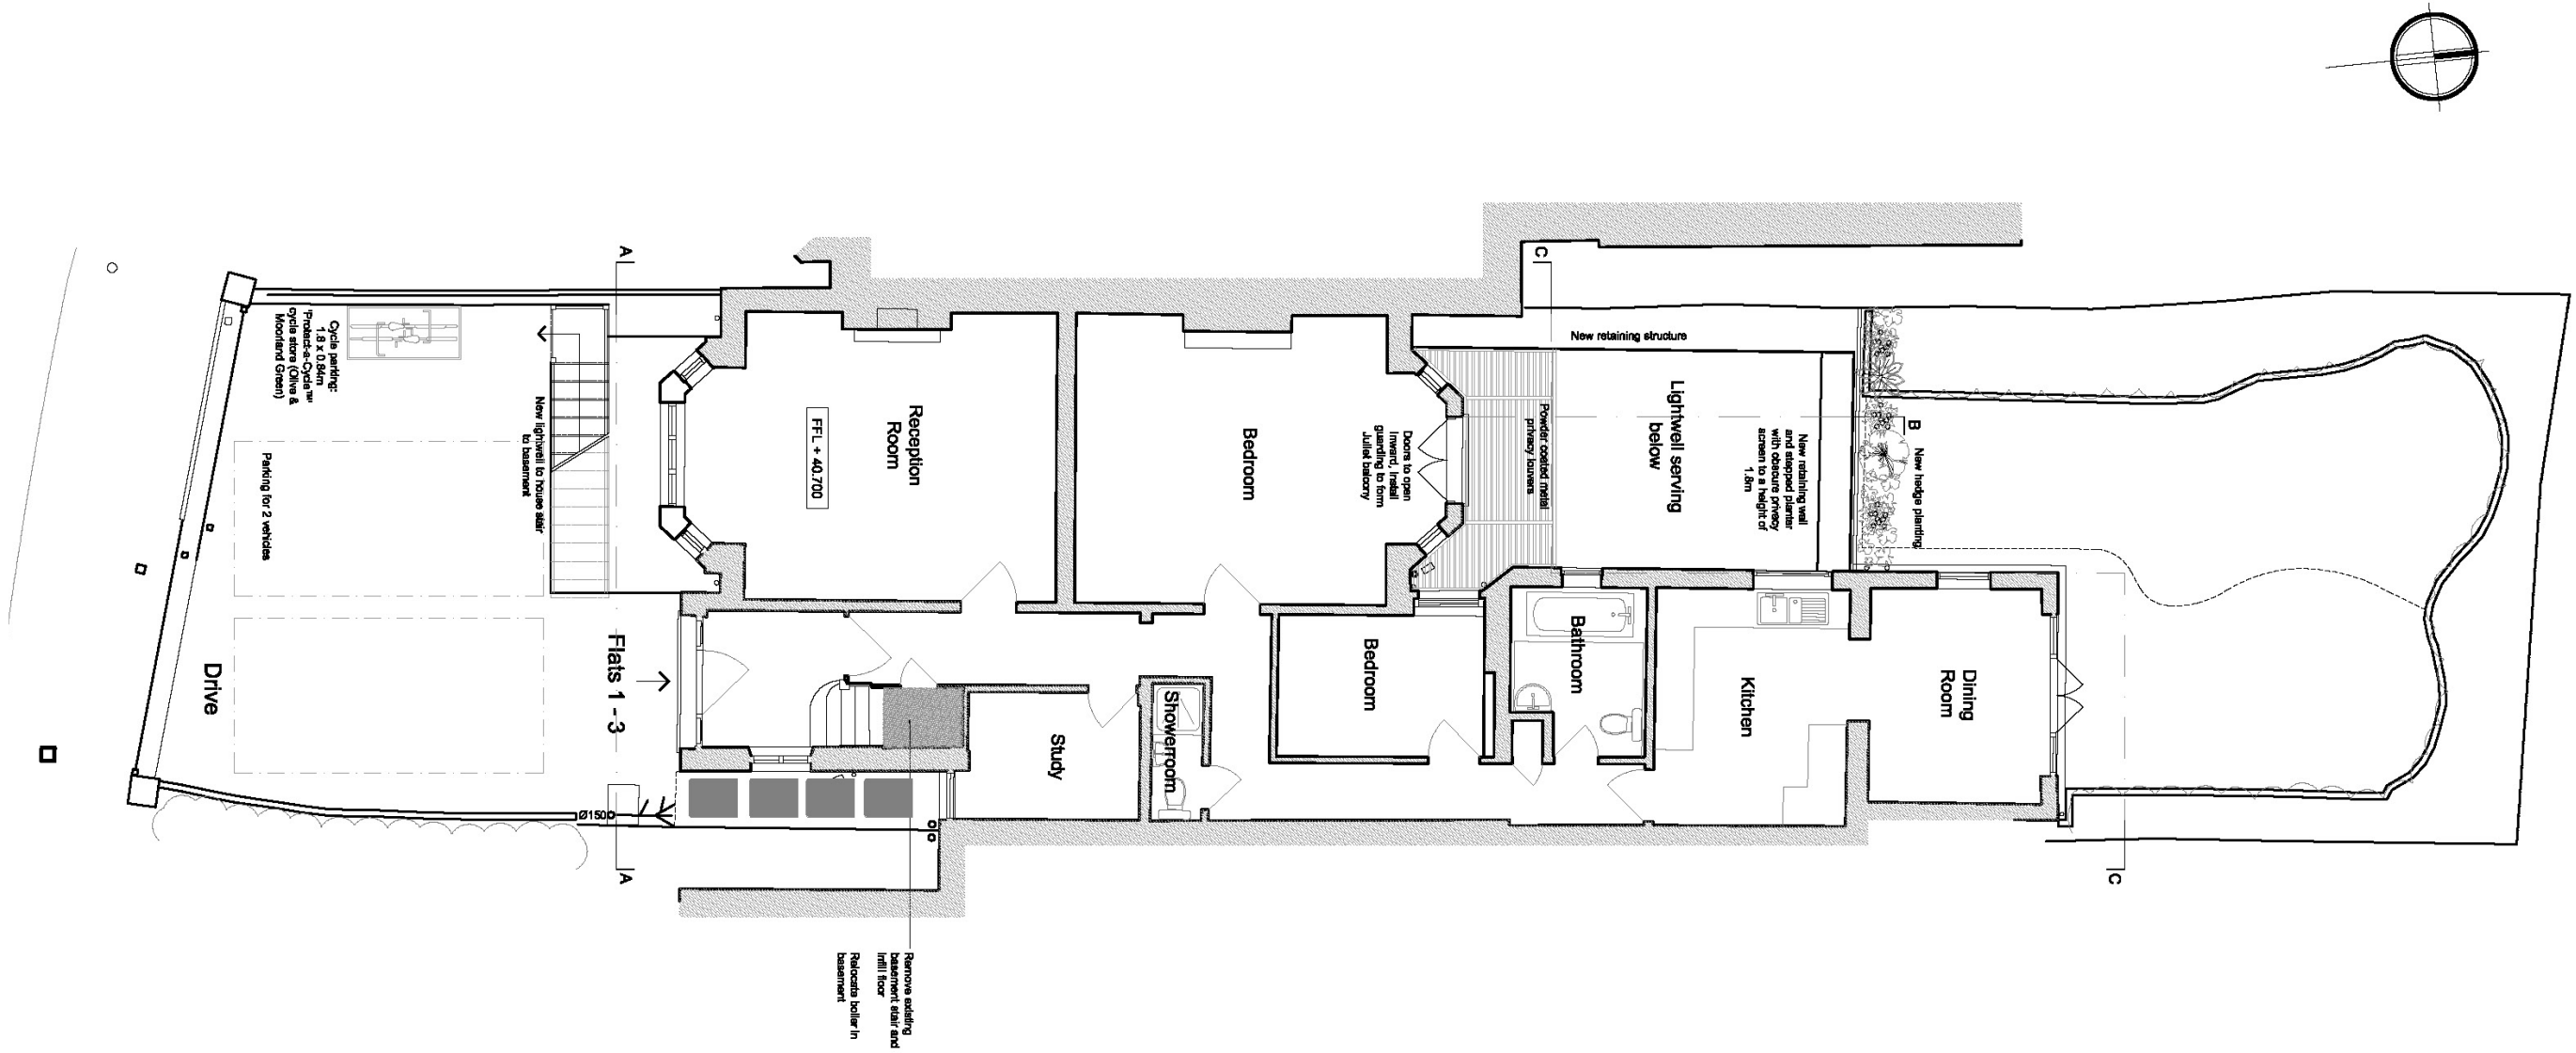 A
C
Cycle parking:
1.8 x 0.84m
"Protect-a-Cycle"™
cycle store (Olive &
Moorland Green)
New lightwell to house stair
to basement
Parking for 2 vehicles
Drive
Flats 1 - 3
Ø150
A
Reception
Room
FFL + 40.700
Bedroom
Doors to open
inward, install
guarding to form
Juliet balcony
Powder coated metal
privacy louvers
New retaining structure
Lightwell serving
below
New retaining wall
and stepped planter
with obscure privacy
screen to a height of
1.8m
B
New hedge planting
Study
Showerroom
Bedroom
Bathroom
Kitchen
Dining
Room
C
Remove existing
basement stair and
infill floor
Relocate boiler in
basement